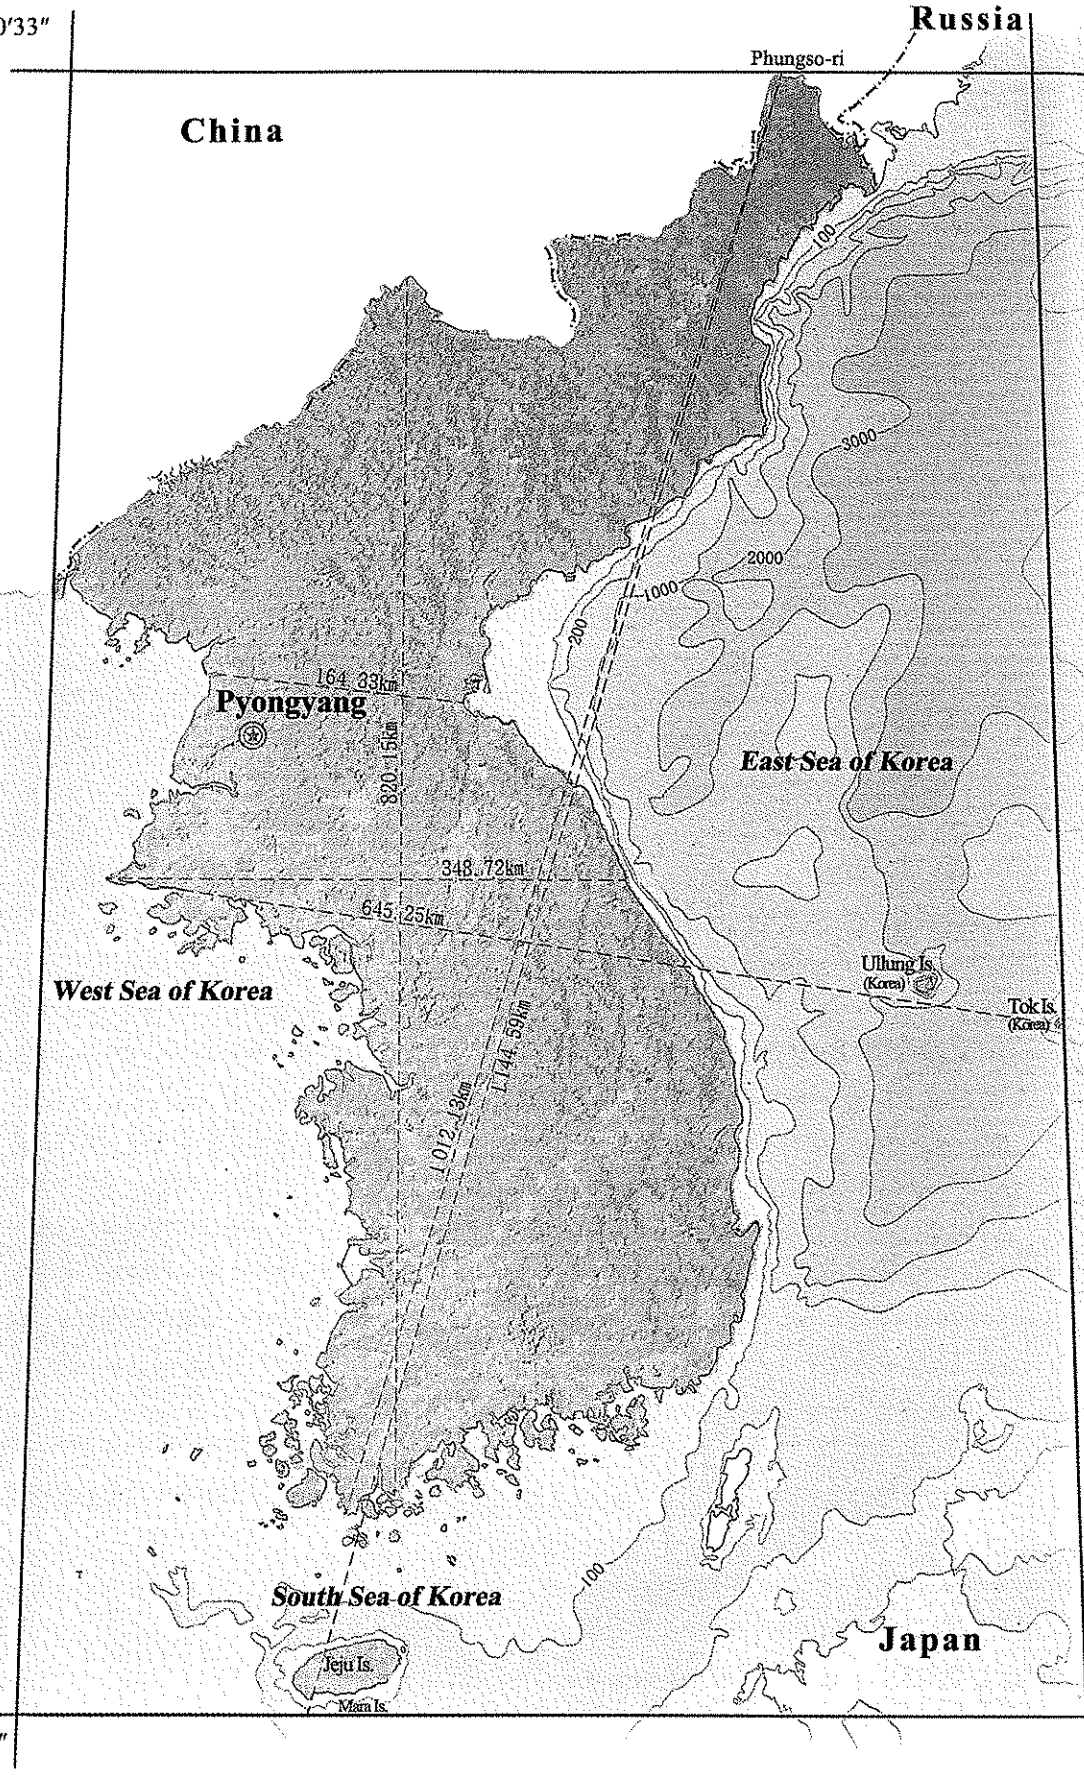 0'33"
Russia
Phungso-ri
China
100
3000
2000
1000
200
164.33km
Pyongyang
820.15km
East Sea of Korea
348.72km
645.25km
Ullung Is.
(Korea)
West Sea of Korea
Tok Is.
(Korea)
1 144.59km
1 012.13km
100
South Sea of Korea
Japan
Jeju Is.
Mara Is.
"